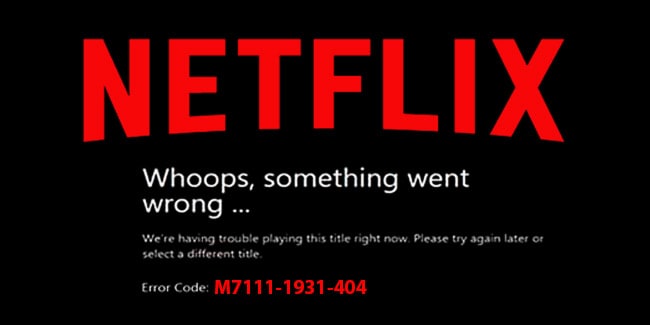 NETFLIX
Whoops, something went
wrong ...
We're having trouble playing this title right now. Please try again later or
select a different title.
Error Code: M7111-1931-404